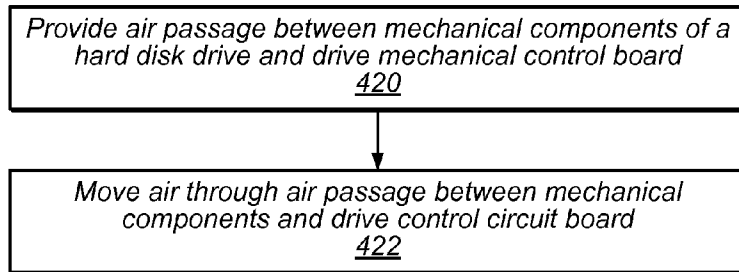 Provide air passage between mechanical components of a
hard disk drive and drive mechanical control board
420
Move air through air passage between mechanical
components and drive control circuit board
422